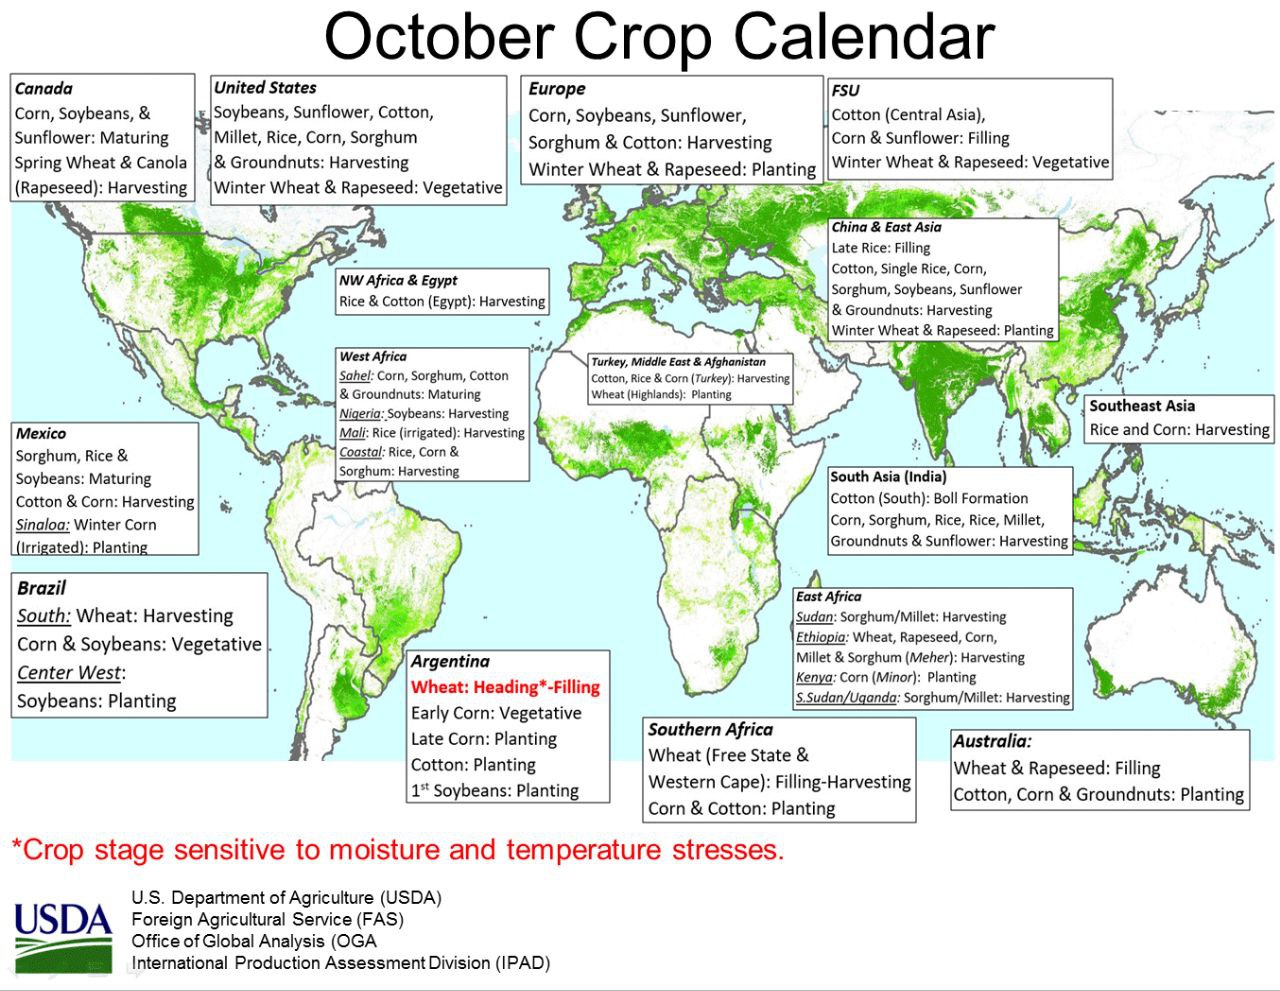 October Crop Calendar
Canada
Corn, Soybeans, &
Sunflower: Maturing
Spring Wheat & Canola
(Rapeseed): Harvesting
United States
Soybeans, Sunflower, Cotton,
Millet, Rice, Corn, Sorghum
& Groundnuts: Harvesting
Winter Wheat & Rapeseed: Vegetative
Europe
Corn, Soybeans, Sunflower,
Sorghum & Cotton: Harvesting
Winter Wheat & Rapeseed: Planting
FSU
Cotton (Central Asia),
Corn & Sunflower: Filling
Winter Wheat & Rapeseed: Vegetative
China & East Asia
Late Rice: Filling
Cotton, Single Rice, Corn,
Sorghum, Soybeans, Sunflower
& Groundnuts: Harvesting
Winter Wheat & Rapeseed: Planting
NW Africa & Egypt
Rice & Cotton (Egypt): Harvesting
West Africa
Sahel: Corn, Sorghum, Cotton
& Groundnuts: Maturing
Nigeria: Soybeans: Harvesting
Mali: Rice (irrigated): Harvesting
Coastal: Rice, Corn &
Sorghum: Harvesting
Turkey, Middle East & Afghanistan
Cotton, Rice & Corn (Turkey): Harvesting
Wheat (Highlands): Planting
Southeast Asia
Rice and Corn: Harvesting
Mexico
Sorghum, Rice &
Soybeans: Maturing
Cotton & Corn: Harvesting
Sinaloa: Winter Corn
(Irrigated): Planting
South Asia (India)
Cotton (South): Boll Formation
Corn, Sorghum, Rice, Rice, Millet,
Groundnuts & Sunflower: Harvesting
Brazil
South: Wheat: Harvesting
Corn & Soybeans: Vegetative
Center West:
Soybeans: Planting
East Africa
Sudan: Sorghum/Millet: Harvesting
Ethiopia: Wheat, Rapeseed, Corn,
Millet & Sorghum (Meher): Harvesting
Kenya: Corn (Minor): Planting
S.Sudan/Uganda: Sorghum/Millet: Harvesting
Argentina
Wheat: Heading*-Filling
Early Corn: Vegetative
Late Corn: Planting
Cotton: Planting
1st Soybeans: Planting
Southern Africa
Wheat (Free State &
Western Cape): Filling-Harvesting
Corn & Cotton: Planting
Australia:
Wheat & Rapeseed: Filling
Cotton, Corn & Groundnuts: Planting
*Crop stage sensitive to moisture and temperature stresses.
USDA
U.S. Department of Agriculture (USDA)
Foreign Agricultural Service (FAS)
Office of Global Analysis (OGA
International Production Assessment Division (IPAD)